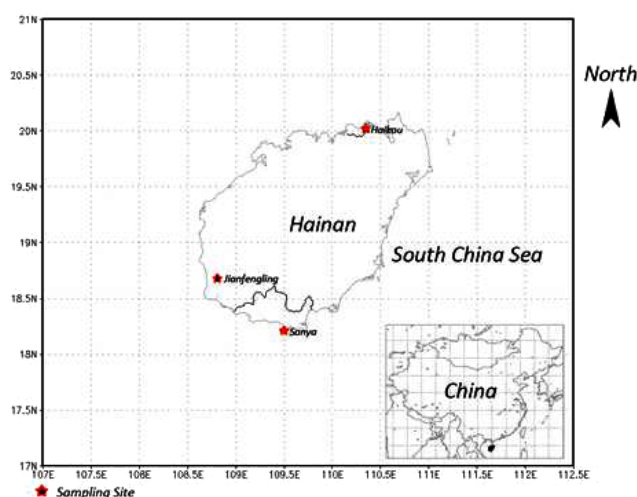 21N
20.5N
North
20N
Haikou
19.5N
Hainan
19N
South China Sea
Jianfengling
18.5N
Sanya
18N
China
17.5N
17N
107E 107.5E 108E 108.5E 109E 109.5E 110E 110.5E 111E 111.5E 112E 112.5E
Sampling Site